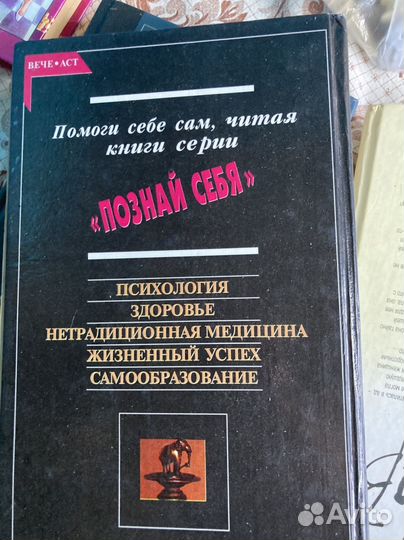 ВЕЧЕ • АСТ
Помоги себе сам, читая
книги серии
"ПОЗНАЙ СЕБЯ"
ПСИХОЛОГИЯ
ЗДОРОВЬЕ
НЕТРАДИЦИОННАЯ МЕДИЦИНА
ЖИЗНЕННЫЙ УСПЕХ
САМООБРАЗОВАНИЕ
Avito